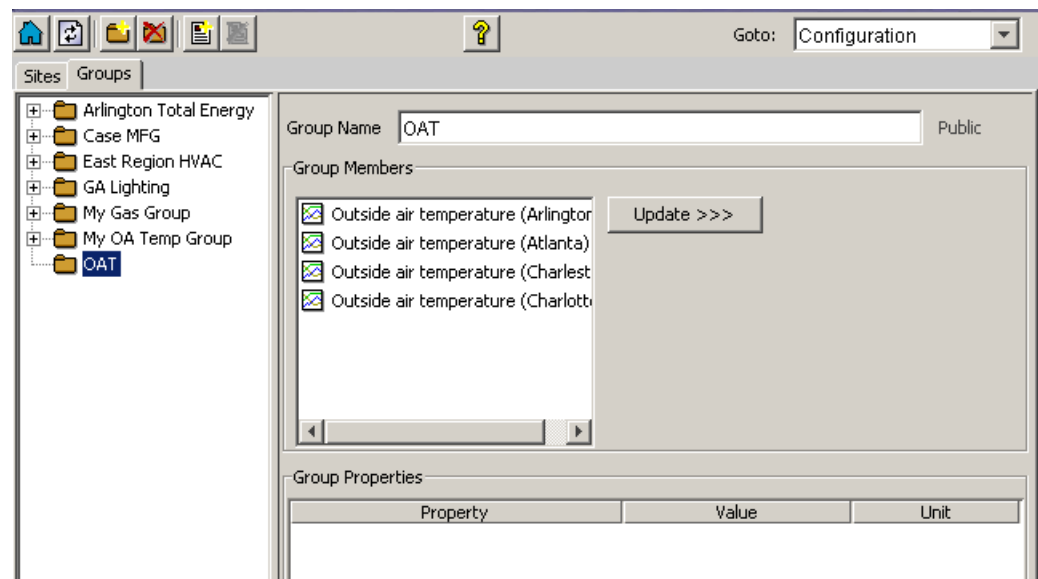 Goto: Configuration
Sites Groups
Arlington Total Energy
Case MFG
East Region HVAC
GA Lighting
My Gas Group
My OA Temp Group
OAT
Group Name OAT Public
Group Members
Outside air temperature (Arlington
Outside air temperature (Atlanta)
Outside air temperature (Charlest
Outside air temperature (Charlott
Update >>>
Group Properties
Property Value Unit